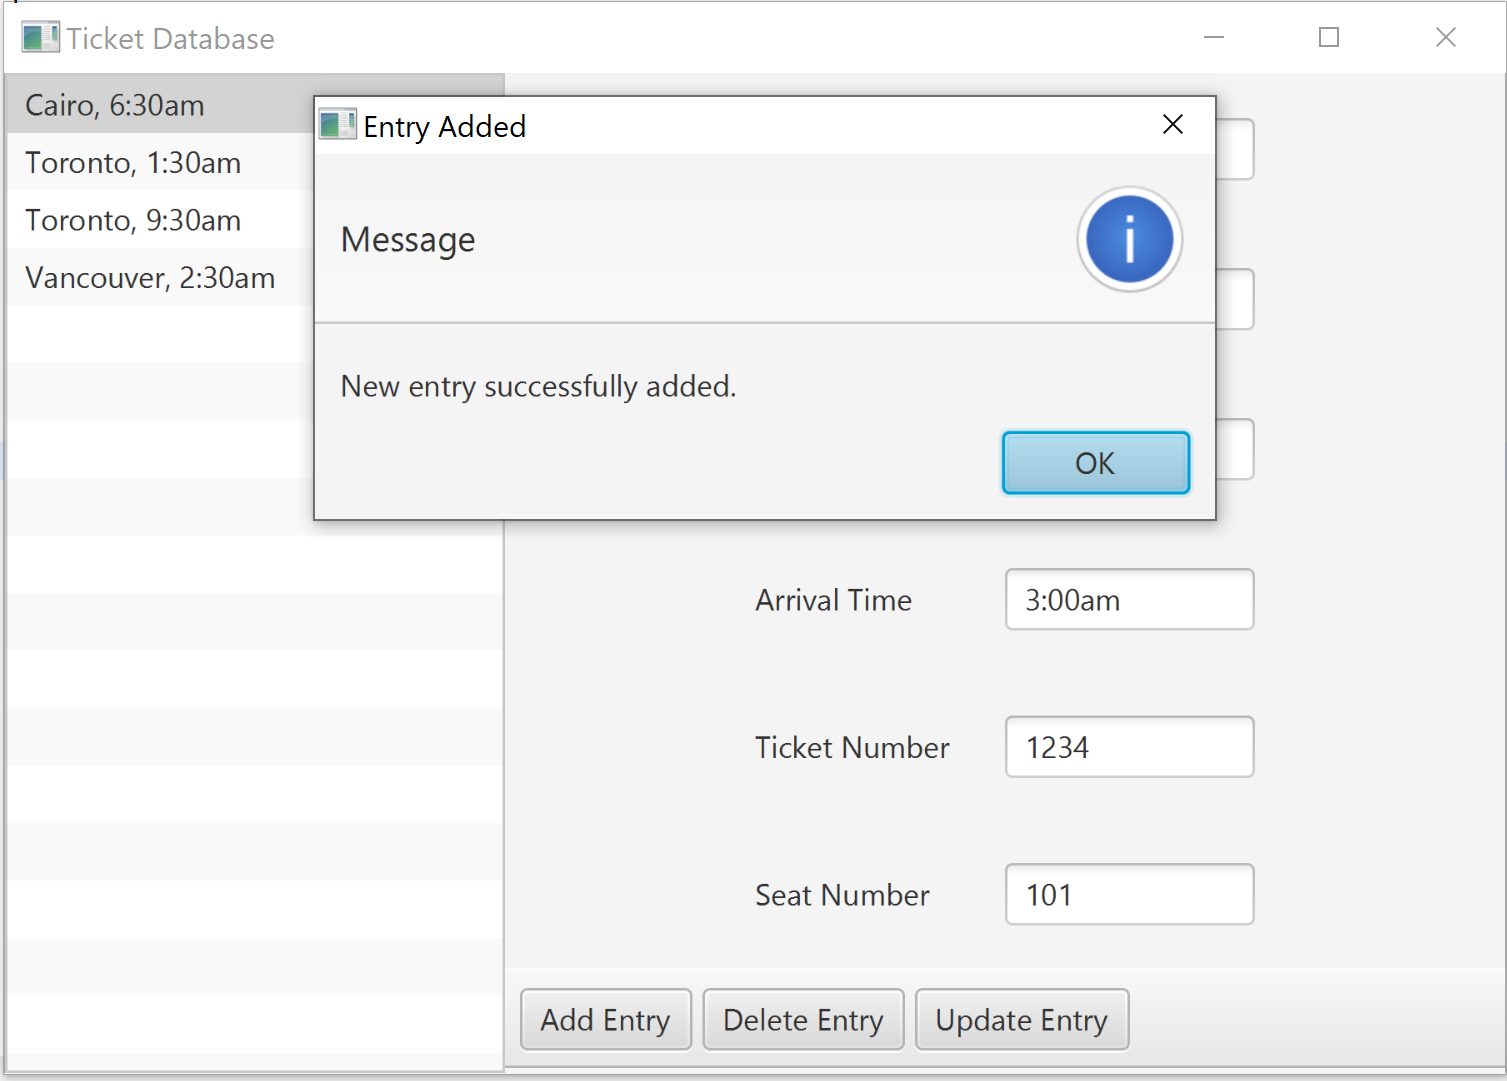 Ticket Database
Cairo, 6:30am
Toronto, 1:30am
Toronto, 9:30am
Vancouver, 2:30am
Entry Added
Message
i
New entry successfully added.
OK
Arrival Time 3:00am
Ticket Number 1234
Seat Number 101
Add Entry Delete Entry Update Entry